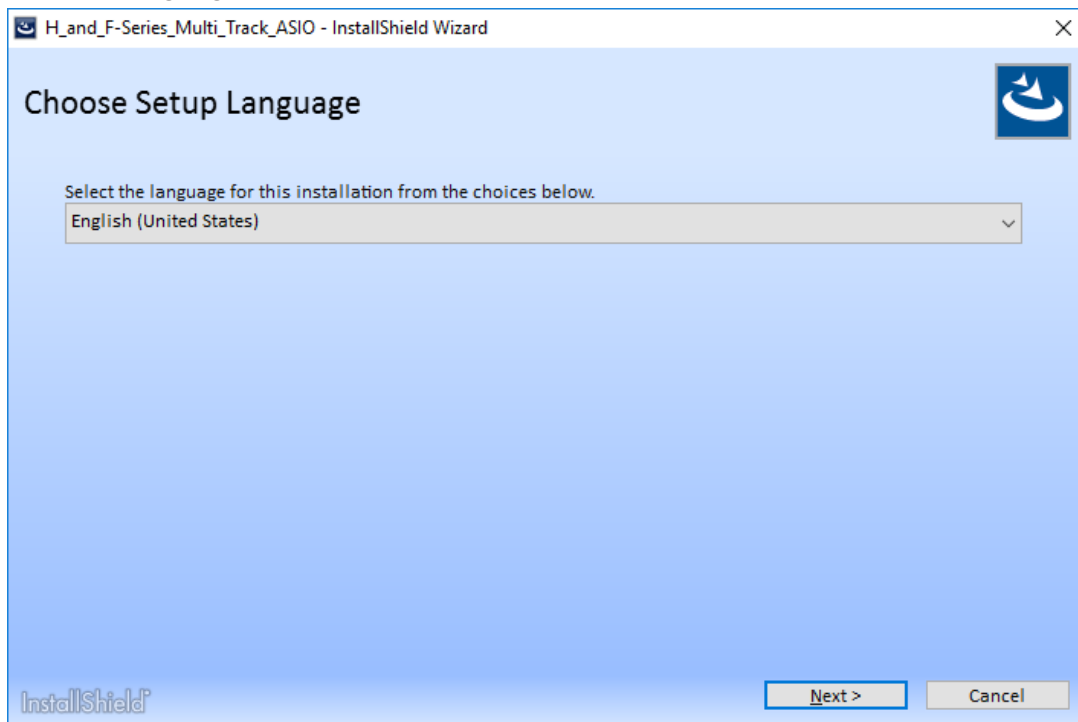 H_and_F-Series_Multi_Track_ASIO - InstallShield Wizard
Choose Setup Language
Select the language for this installation from the choices below.
English (United States)
InstallShield
Next >
Cancel